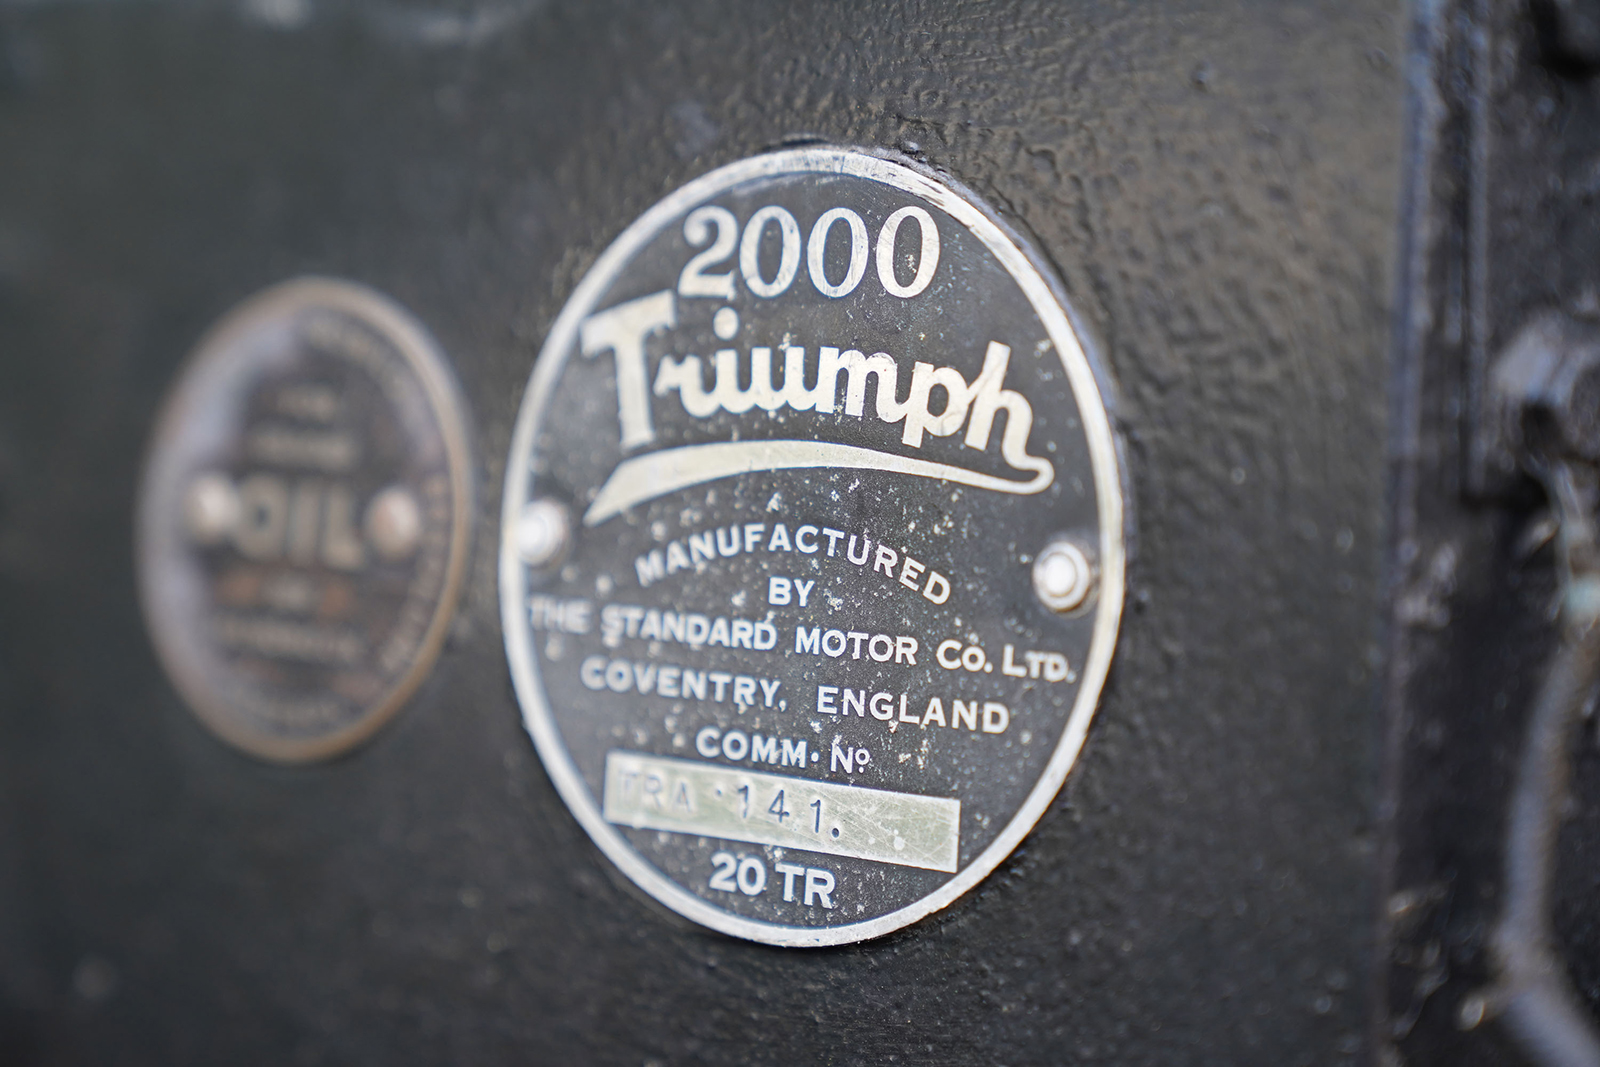 2000
Triumph
MANUFACTURED
BY
THE STANDARD MOTOR Co. LTD.
COVENTRY, ENGLAND
COMM. Nº
TRA 141.
20 TR
OIL